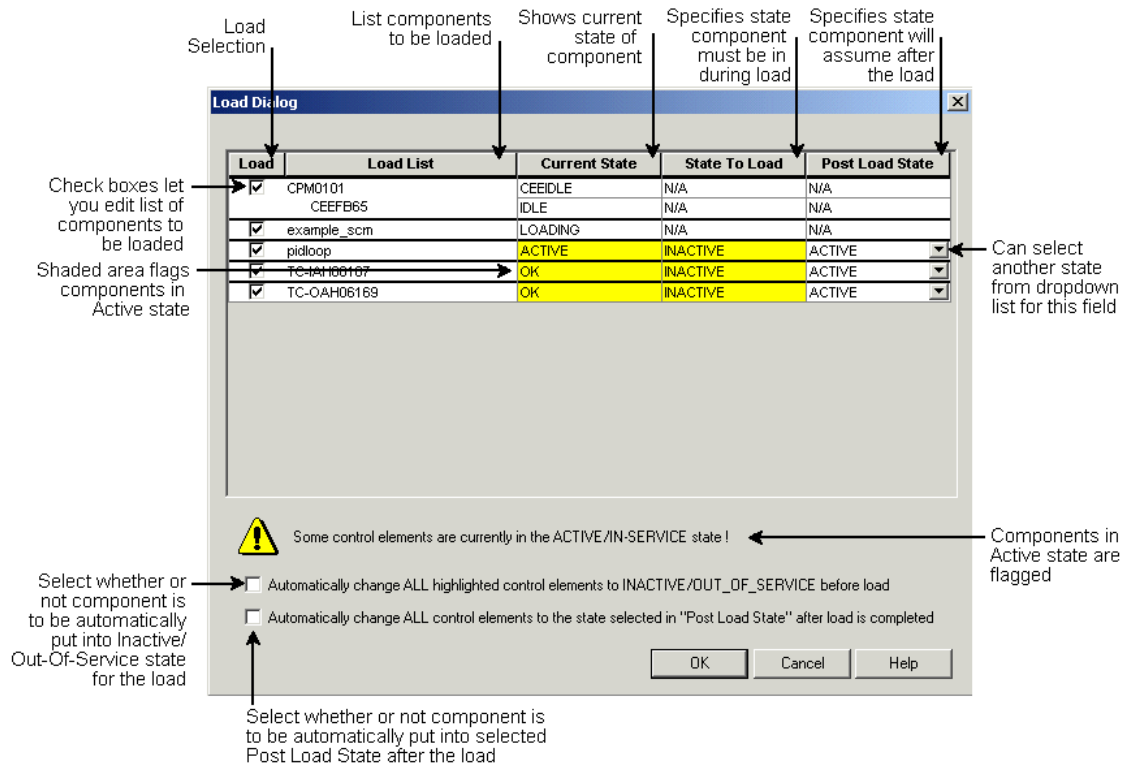 Load
Selection
List components
to be loaded
Shows current
state of
component
Specifies state
component
must be in
during load
Specifies state
component will
assume after
the load
Load Dialog
Load Load List Current State State To Load Post Load State
CPM0101 CEEIDLE N/A N/A
CEEFB65 IDLE N/A N/A
example_scm LOADING N/A N/A
pidloop ACTIVE INACTIVE ACTIVE
OK INACTIVE ACTIVE
TC-OAH06169 OK INACTIVE ACTIVE
Check boxes let
you edit list of
components to
be loaded
Shaded area flags
components in
Active state
Can select
another state
from dropdown
list for this field
Some control elements are currently in the ACTIVE/IN-SERVICE state !
Components in
Active state are
flagged
Automatically change ALL highlighted control elements to INACTIVE/OUT_OF_SERVICE before load
Automatically change ALL control elements to the state selected in "Post Load State" after load is completed
Select whether or
not component is
to be automatically
put into Inactive/
Out-Of-Service state
for the load
OK Cancel Help
Select whether or not component is
to be automatically put into selected
Post Load State after the load